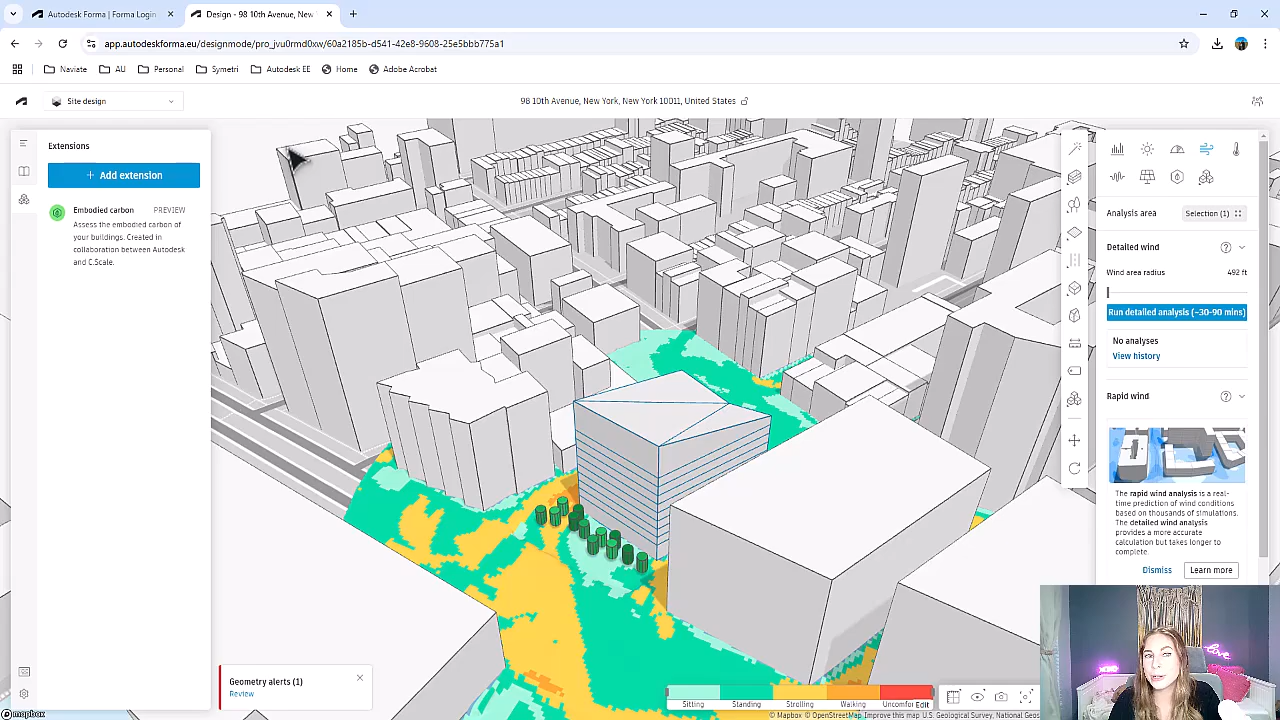 Autodesk Forma | Forma Login
Design - 98 10th Avenue, New
app.autodeskforma.eu/designmode/pro_jvu0rmd0xw/60a2185b-d541-42e8-9608-25e5bbb775a1
Naviate
AU
Personal
Symetri
Autodesk EE
Home
Adobe Acrobat
Site design
98 10th Avenue, New York, New York 10011, United States
Extensions
+ Add extension
Embodied carbon PREVIEW
Assess the embodied carbon of
your buildings. Created in
collaboration between Autodesk
and C.Scale.
Analysis area Selection (1)
Detailed wind
Wind area radius 492 ft
Run detailed analysis (~30-90 mins)
No analyses
View history
Rapid wind
The rapid wind analysis is a real-
time prediction of wind conditions
based on thousands of simulations.
The detailed wind analysis
provides a more accurate
calculation but takes longer to
complete.
Dismiss Learn more
Geometry alerts (1)
Review
Sitting Standing Strolling Walking Uncomfor Edit
mapbox
© Mapbox © OpenStreetMap, Improve this map U.S. Geological Survey, National Geos